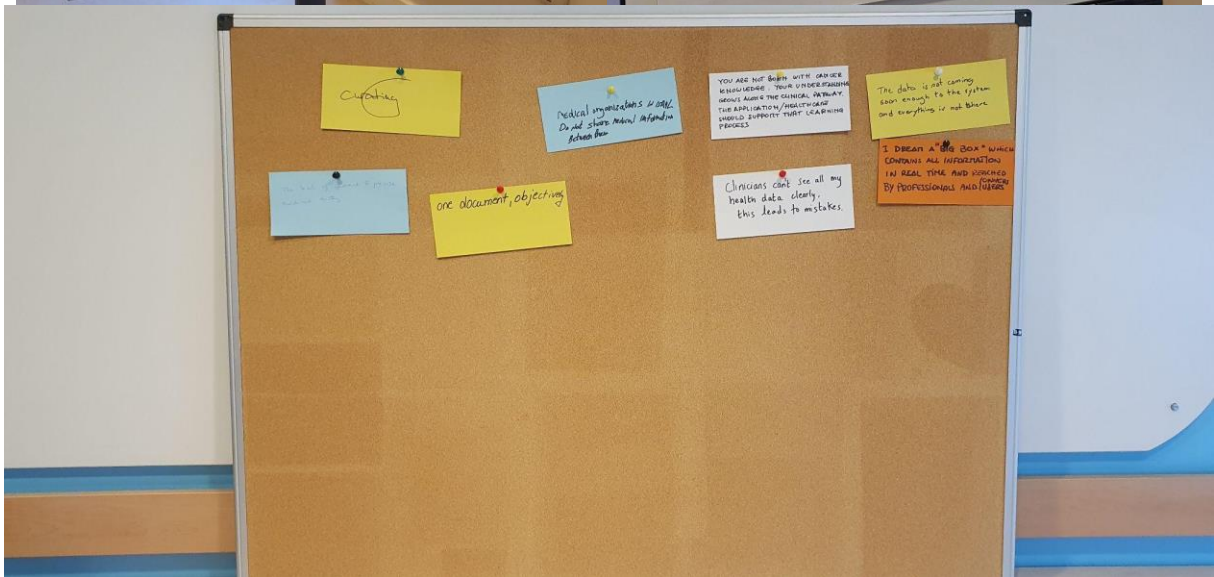 curating
Medical organizations
Do not share Medical Information
Between them
YOU ARE NOT BORN WITH CANCER
KNOWLEDGE. YOUR UNDERSTANDING
GROWS ALONG THE CLINICAL PATHWAY.
THE APPLICATION/HEALTHCARE
SHOULD SUPPORT THAT LEARNING
PROCESS
The data is not coming
soon enough to the system
and everything is not there
one document, objectives
Clinicians can't see all my
health data clearly,
this leads to mistakes.
I DREAM A "BIG BOX" WHICH
CONTAINS ALL INFORMATION
IN REAL TIME AND REACHED
BY PROFESSIONALS AND / USERS